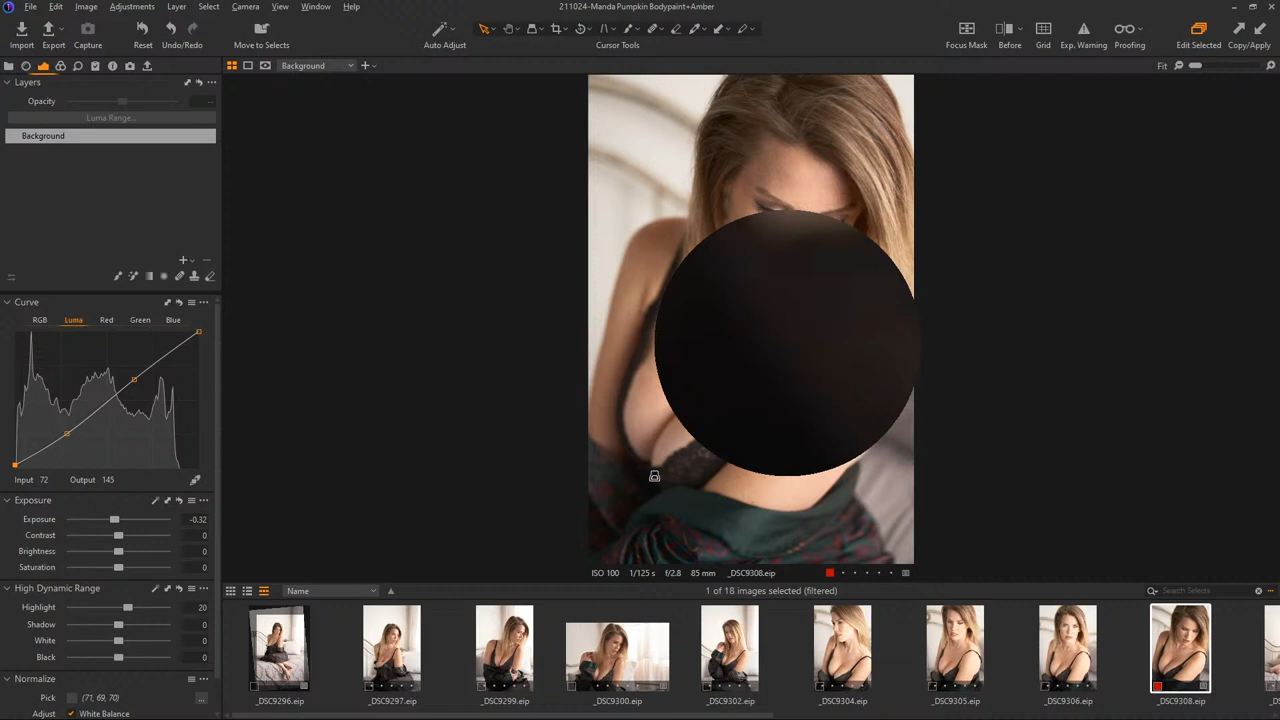 File Edit Image Adjustments Layer Select Camera View Window Help
211024-Manda Pumpkin Bodypaint+Amber
Import Export Capture Reset Undo/Redo Move to Selects Auto Adjust Cursor Tools Focus Mask Before Grid Exp. Warning Proofing Edit Selected Copy/Apply
Layers
Background
Fit
Opacity
Luma Range...
Background
Curve
RGB Luma Red Green Blue
Input 72 Output 145
Exposure
Exposure -0.32
Contrast 0
Brightness 0
Saturation 0
High Dynamic Range
Highlight 20
Shadow 0
White 0
Black 0
Normalize
Pick (71, 69, 70)
Adjust White Balance
ISO 100 1/125 s f/2.8 85 mm _DSC9308.eip
Name
1 of 18 images selected (filtered)
Search Selects
_DSC9296.eip _DSC9297.eip _DSC9299.eip _DSC9300.eip _DSC9302.eip _DSC9304.eip _DSC9305.eip _DSC9306.eip _DSC9308.eip